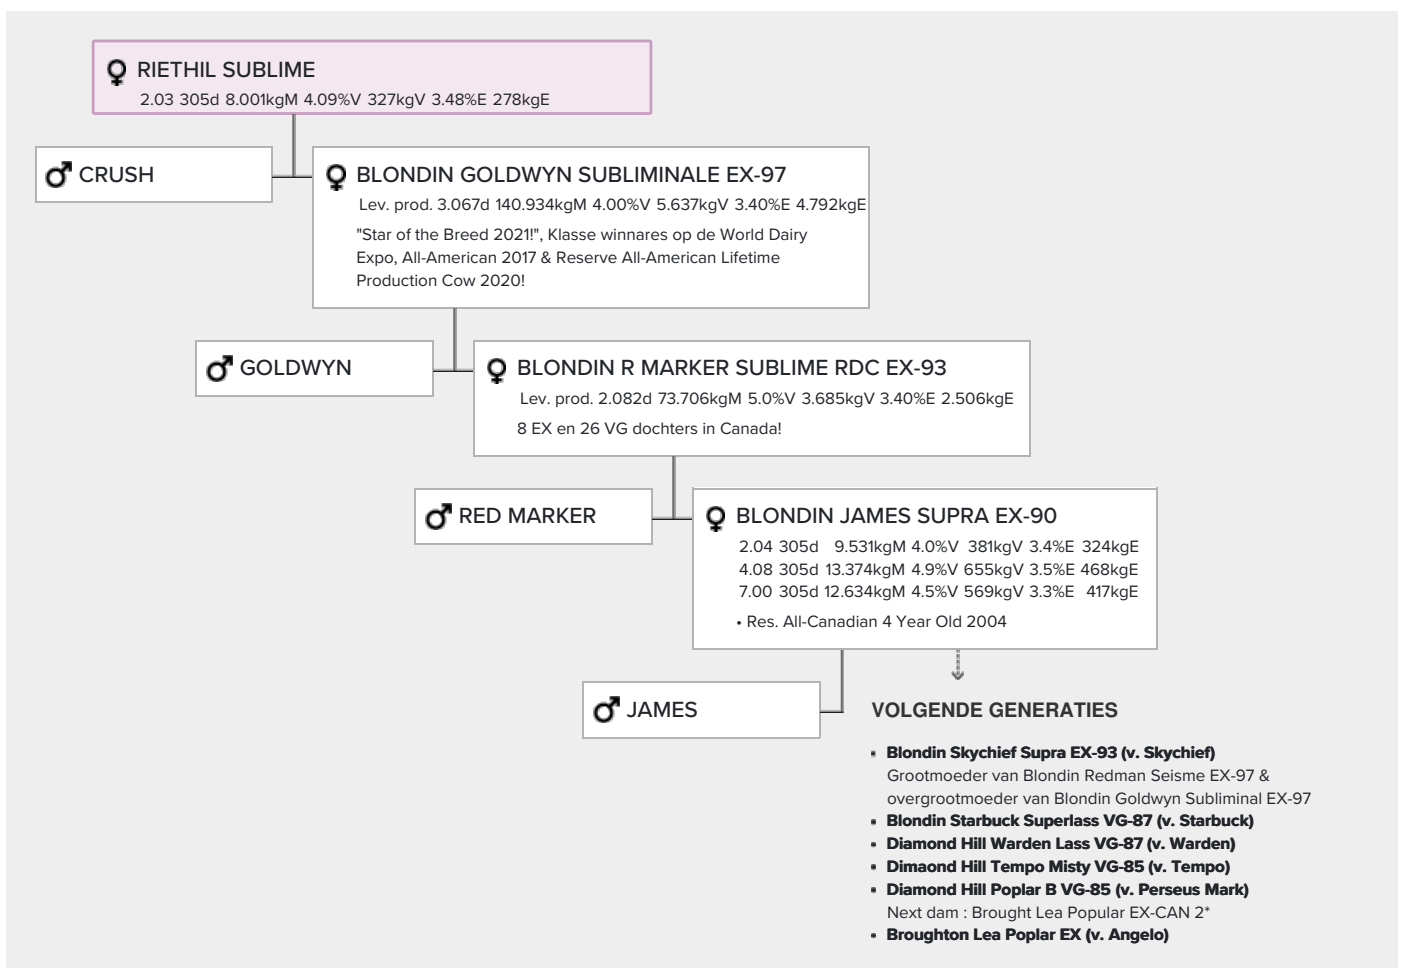 RIETHIL SUBLIME
2.03 305d 8.001kgM 4.09%V 327kgV 3.48%E 278kgE
CRUSH
BLONDIN GOLDWYN SUBLIMINALE EX-97
Lev. prod. 3.067d 140.934kgM 4.00%V 5.637kgV 3.40%E 4.792kgE
"Star of the Breed 2021!", Klasse winnares op de World Dairy
Expo, All-American 2017 & Reserve All-American Lifetime
Production Cow 2020!
GOLDWYN
BLONDIN R MARKER SUBLIME RDC EX-93
Lev. prod. 2.082d 73.706kgM 5.0%V 3.685kgV 3.40%E 2.506kgE
8 EX en 26 VG dochters in Canada!
RED MARKER
BLONDIN JAMES SUPRA EX-90
2.04 305d 9.531kgM 4.0%V 381kgV 3.4%E 324kgE
4.08 305d 13.374kgM 4.9%V 655kgV 3.5%E 468kgE
7.00 305d 12.634kgM 4.5%V 569kgV 3.3%E 417kgE
• Res. All-Canadian 4 Year Old 2004
JAMES
VOLGENDE GENERATIES
• Blondin Skychief Supra EX-93 (v. Skychief)
Grootmoeder van Blondin Redman Seisme EX-97 &
overgrootmoeder van Blondin Goldwyn Subliminal EX-97
• Blondin Starbuck Superlass VG-87 (v. Starbuck)
• Diamond Hill Warden Lass VG-87 (v. Warden)
• Dimaond Hill Tempo Misty VG-85 (v. Tempo)
• Diamond Hill Poplar B VG-85 (v. Perseus Mark)
Next dam : Brought Lea Popular EX-CAN 2*
• Broughton Lea Poplar EX (v. Angelo)